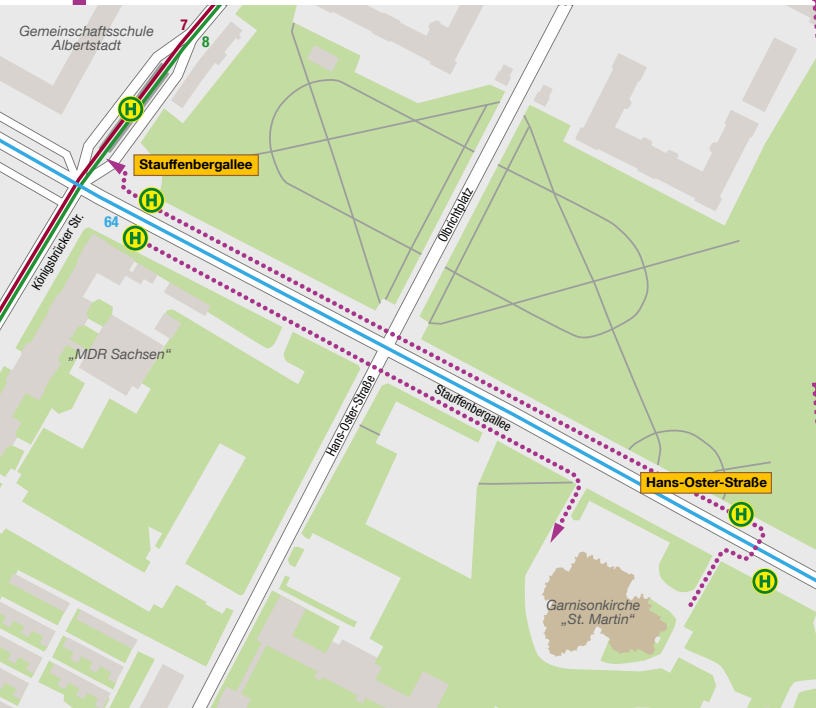 Gemeinschaftsschule
Albertstadt
7
8
H
Stauffenbergallee
H
64
H
Königsbrücker Str.
Olbrichtplatz
„MDR Sachsen“
Hans-Oster-Straße
Stauffenbergallee
Hans-Oster-Straße
H
H
Garnisonkirche
„St. Martin“